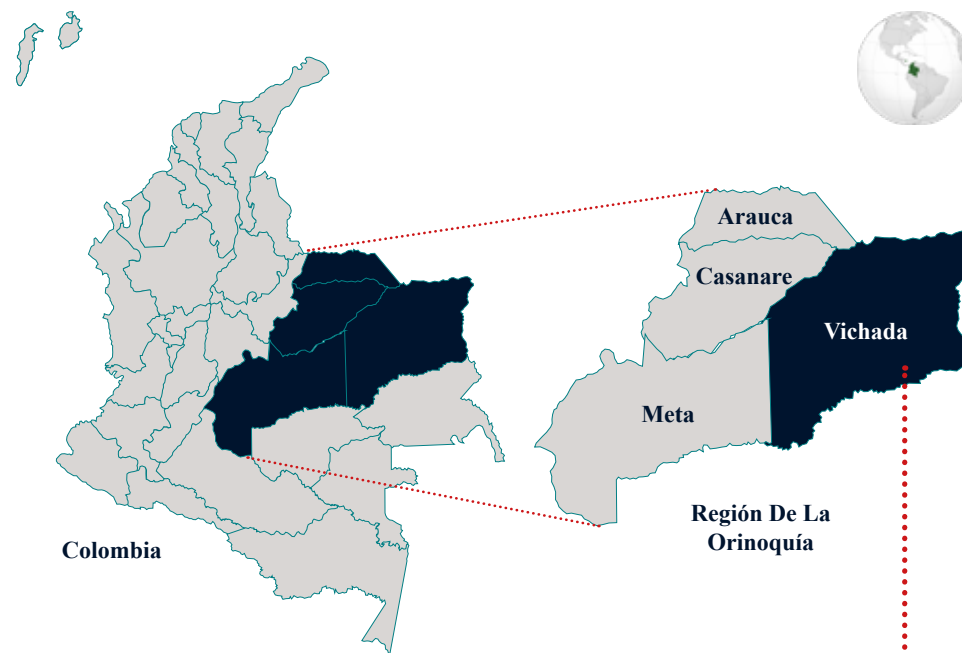 Arauca
Casanare
Vichada
Meta
Región De La
Orinoquía
Colombia